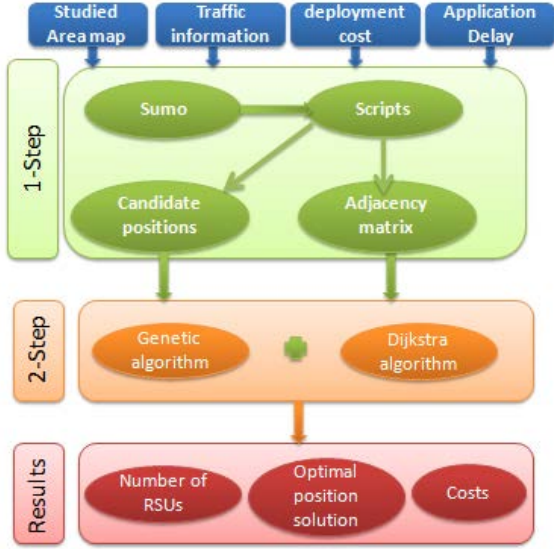 Studied
Area map
Traffic
information
deployment
cost
Application
Delay
1-Step
Sumo
Scripts
Candidate
positions
Adjacency
matrix
2-Step
Genetic
algorithm
Dijkstra
algorithm
Results
Number of
RSUs
Optimal
position
solution
Costs